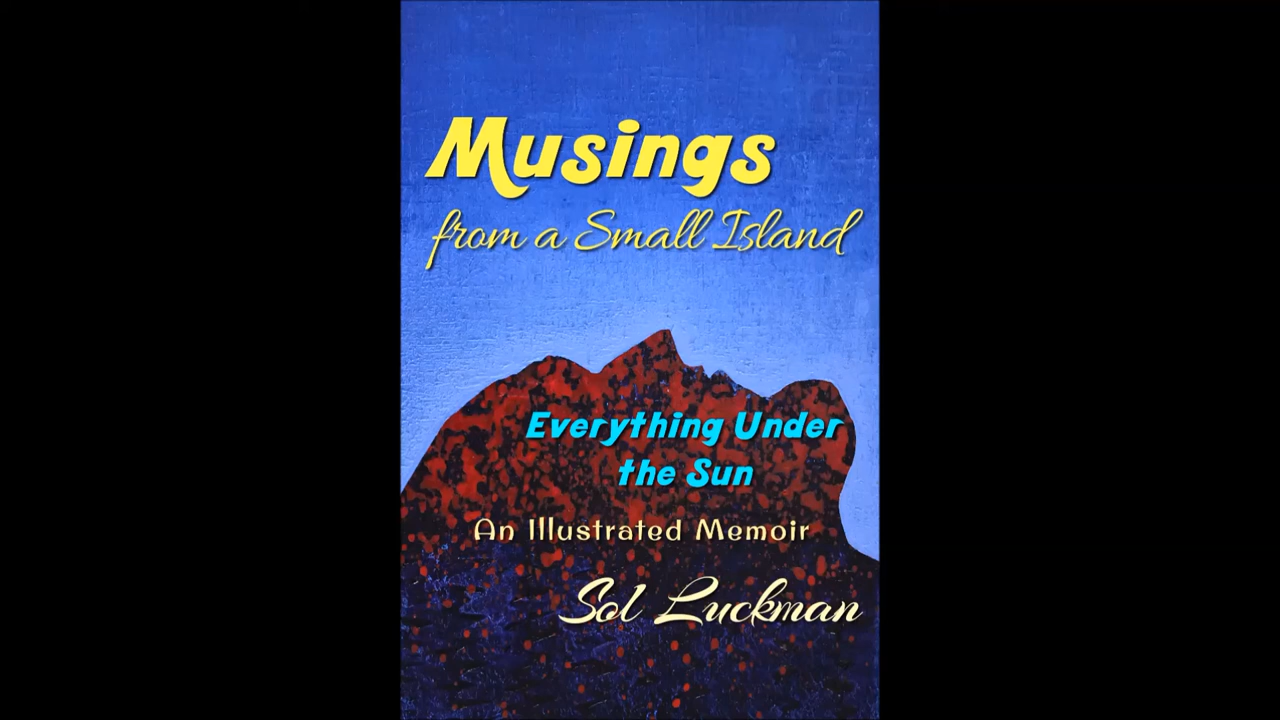 Musings
from a Small Island
Everything Under
the Sun
An Illustrated Memoir
Sol Luckman